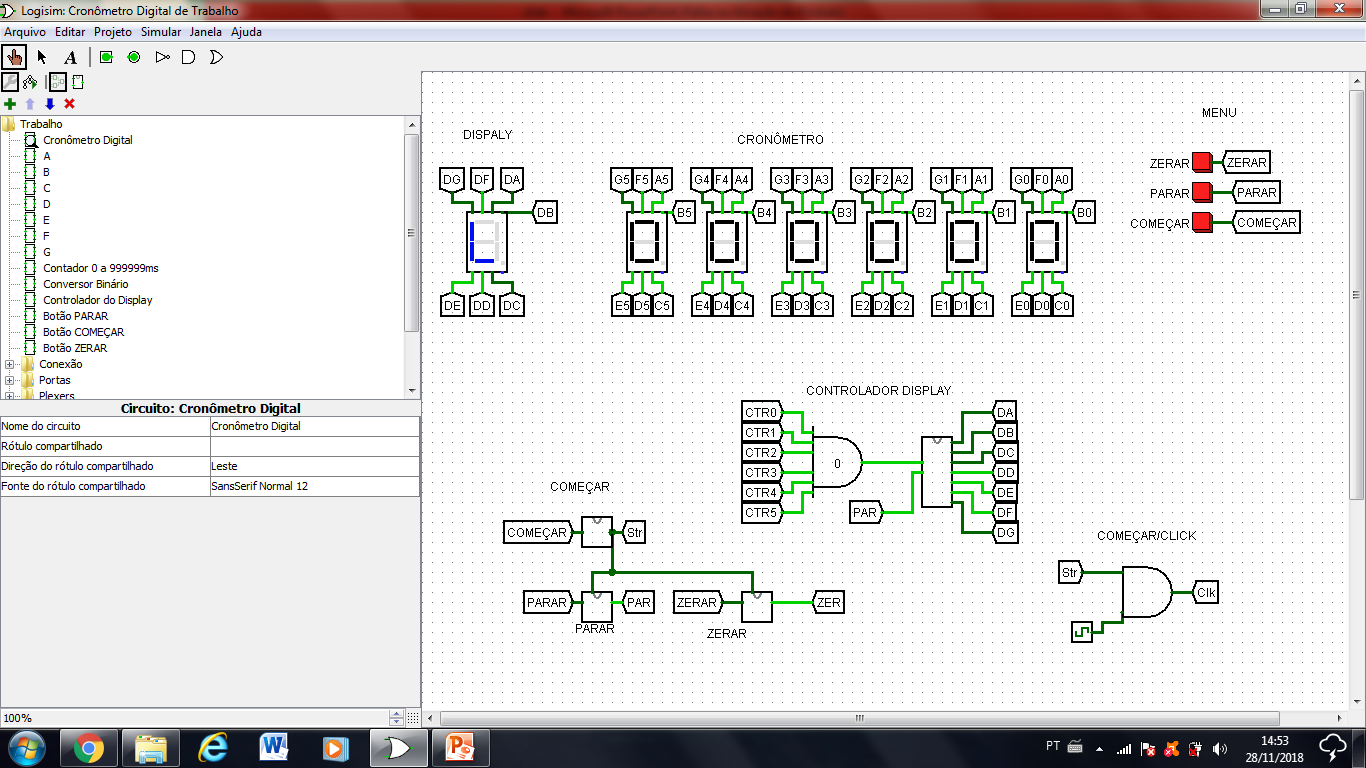 Logisim: Cronômetro Digital de Trabalho
Arquivo Editar Projeto Simular Janela Ajuda
A
Trabalho
Cronômetro Digital
A
B
C
D
E
F
G
Contador 0 a 999999ms
Conversor Binário
Controlador do Display
Botão PARAR
Botão COMEÇAR
Botão ZERAR
Conexão
Portas
Plexers
Circuito: Cronômetro Digital
Nome do circuito Cronômetro Digital
Rótulo compartilhado
Direção do rótulo compartilhado Leste
Fonte do rótulo compartilhado SansSerif Normal 12
100%
DISPALY
DG DF DA
DB
DE DD DC
CRONÔMETRO
G5 F5 A5 G4 F4 A4 G3 F3 A3 G2 F2 A2 G1 F1 A1 G0 F0 A0
B5 B4 B3 B2 B1 B0
E5 D5 C5 E4 D4 C4 E3 D3 C3 E2 D2 C2 E1 D1 C1 E0 D0 C0
MENU
ZERAR ZERAR
PARAR PARAR
COMEÇAR COMEÇAR
CONTROLADOR DISPLAY
CTR0 DA
CTR1 DB
CTR2 DC
CTR3 0 DD
CTR4 DE
CTR5 PAR DF
DG
COMEÇAR
COMEÇAR Str
PARAR PAR ZERAR ZER
PARAR ZERAR
COMEÇAR/CLICK
Str
Clk
PT 14:53
28/11/2018